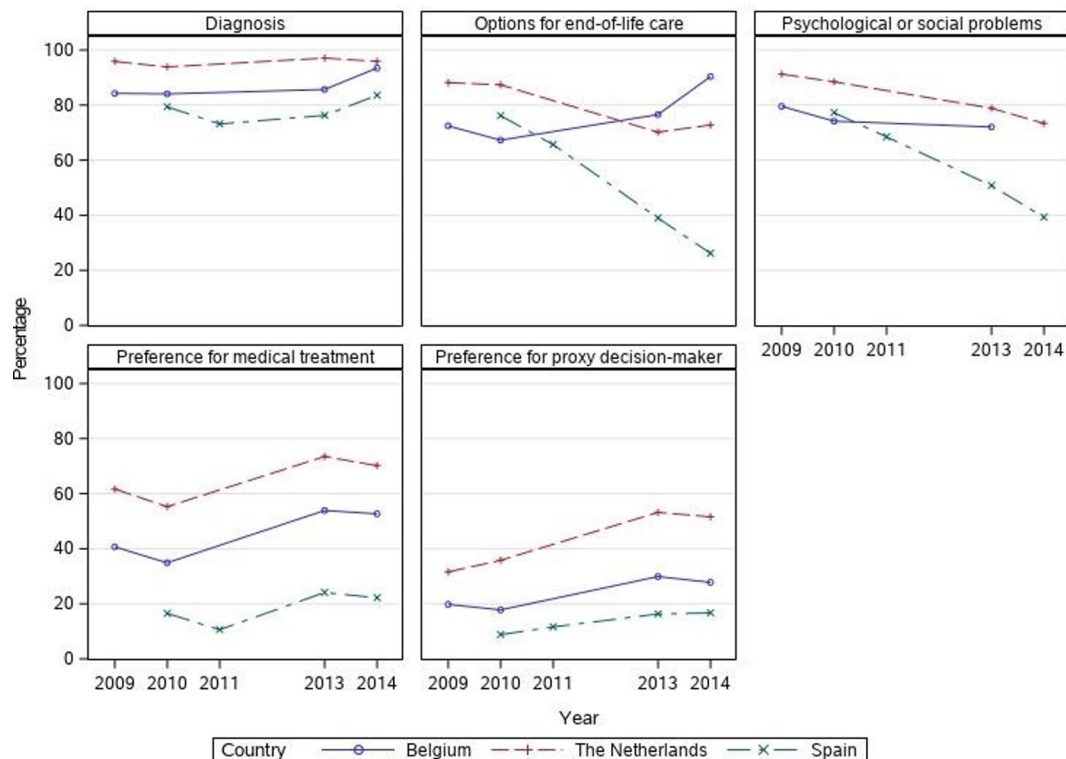 Diagnosis
Options for end-of-life care
Psychological or social problems
100
80
60
40
20
0
2009 2010 2011 2013 2014
Percentage
Preference for medical treatment
Preference for proxy decision-maker
100
80
60
40
20
0
2009 2010 2011 2013 2014
2009 2010 2011 2013 2014
Year
Country Belgium The Netherlands Spain